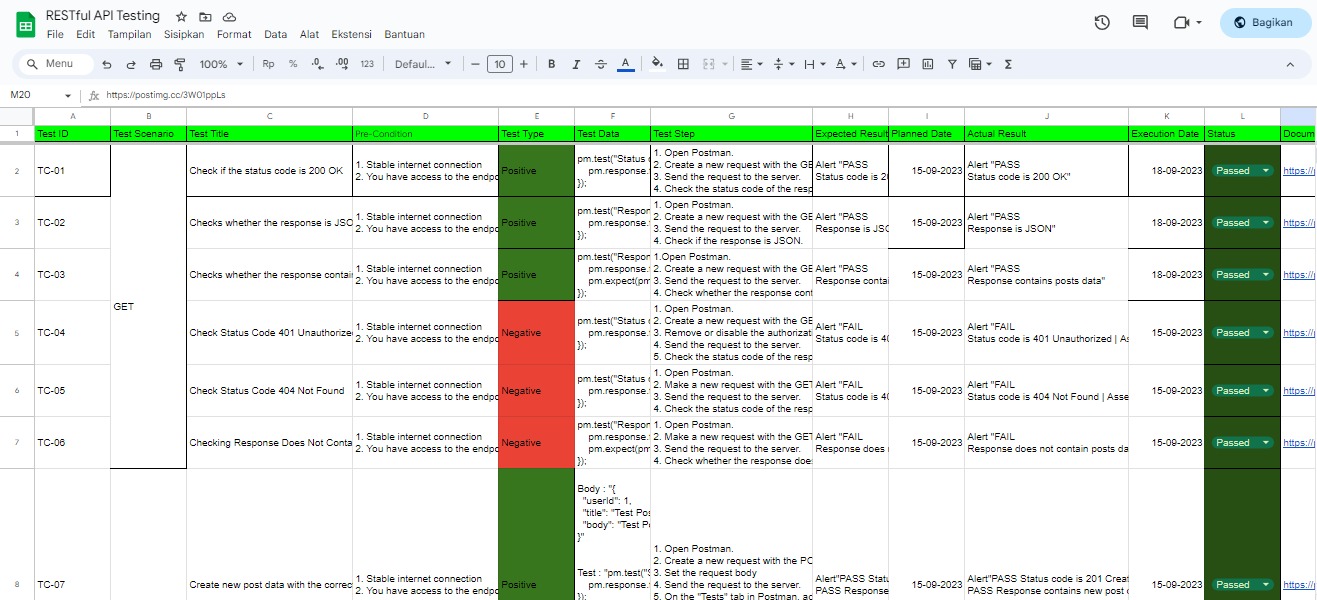 RESTful API Testing
File Edit Tampilan Sisipkan Format Data Alat Ekstensi Bantuan
Bagikan
Menu 100% Rp % .0 .00 123 Defaul... 10 B I S A
M20 fx https://postimg.cc/3W01ppLs
A B C D E F G H I J K L
1 Test ID Test Scenario Test Title Pre-Condition Test Type Test Data Test Step Expected Result Planned Date Actual Result Execution Date Status Docum
GET
2 TC-01 Check if the status code is 200 OK
1. Stable internet connection
2. You have access to the endpo
Positive
pm.test("Status c
pm.response.
});
1. Open Postman.
2. Create a new request with the GE
3. Send the request to the server.
4. Check the status code of the resp
Alert "PASS
Status code is 20
15-09-2023
Alert "PASS
Status code is 200 OK"
18-09-2023 Passed https://p
3 TC-02 Checks whether the response is JSO
1. Stable internet connection
2. You have access to the endpo
Positive
pm.test("Respon
pm.response.
});
1. Open Postman.
2. Create a new request with the GE
3. Send the request to the server.
4. Check if the response is JSON.
Alert "PASS
Response is JSO
15-09-2023
Alert "PASS
Response is JSON"
18-09-2023 Passed https://p
4 TC-03 Checks whether the response contai
1. Stable internet connection
2. You have access to the endpo
Positive
pm.test("Respon
pm.response.
pm.expect(pm
});
1.Open Postman.
2. Create a new request with the GE
3. Send the request to the server.
4. Check whether the response cont
Alert "PASS
Response contai
15-09-2023
Alert "PASS
Response contains posts data"
18-09-2023 Passed https://p
5 TC-04 Check Status Code 401 Unauthorize
1. Stable internet connection
2. You have access to the endpo
Negative
pm.test("Status c
pm.response.
});
1. Open Postman.
2. Create a new request with the GE
3. Remove or disable the authorizat
4. Send the request to the server.
5. Check the status code of the resp
Alert "FAIL
Status code is 40
15-09-2023
Alert "FAIL
Status code is 401 Unauthorized | As
15-09-2023 Passed https://p
6 TC-05 Check Status Code 404 Not Found
1. Stable internet connection
2. You have access to the endpo
Negative
pm.test("Status c
pm.response.
});
1. Open Postman.
2. Make a new request with the GET
3. Send the request to the server.
4. Check the status code of the resp
Alert "FAIL
Status code is 40
15-09-2023
Alert "FAIL
Status code is 404 Not Found | Asse
15-09-2023 Passed https://p
7 TC-06 Checking Response Does Not Conta
1. Stable internet connection
2. You have access to the endpo
Negative
pm.test("Respon
pm.response.
pm.expect(pm
});
1. Open Postman.
2. Make a new request with the GET
3. Send the request to the server.
4. Check whether the response doe
Alert "FAIL
Response does
15-09-2023
Alert "FAIL
Response does not contain posts da
15-09-2023 Passed https://p
8 TC-07 Create new post data with the correc
1. Stable internet connection
2. You have access to the endpo
Positive
Body : "{
"userId": 1,
"title": "Test Pos
"body": "Test P
}"
Test : "pm.test("S
pm.response.
});
1. Open Postman.
2. Create a new request with the PO
3. Set the request body
4. Send the request to the server.
5. On the "Tests" tab in Postman, ad
Alert"PASS Statu
PASS Response
15-09-2023
Alert"PASS Status code is 201 Creat
PASS Response contains new post c
15-09-2023 Passed https://p